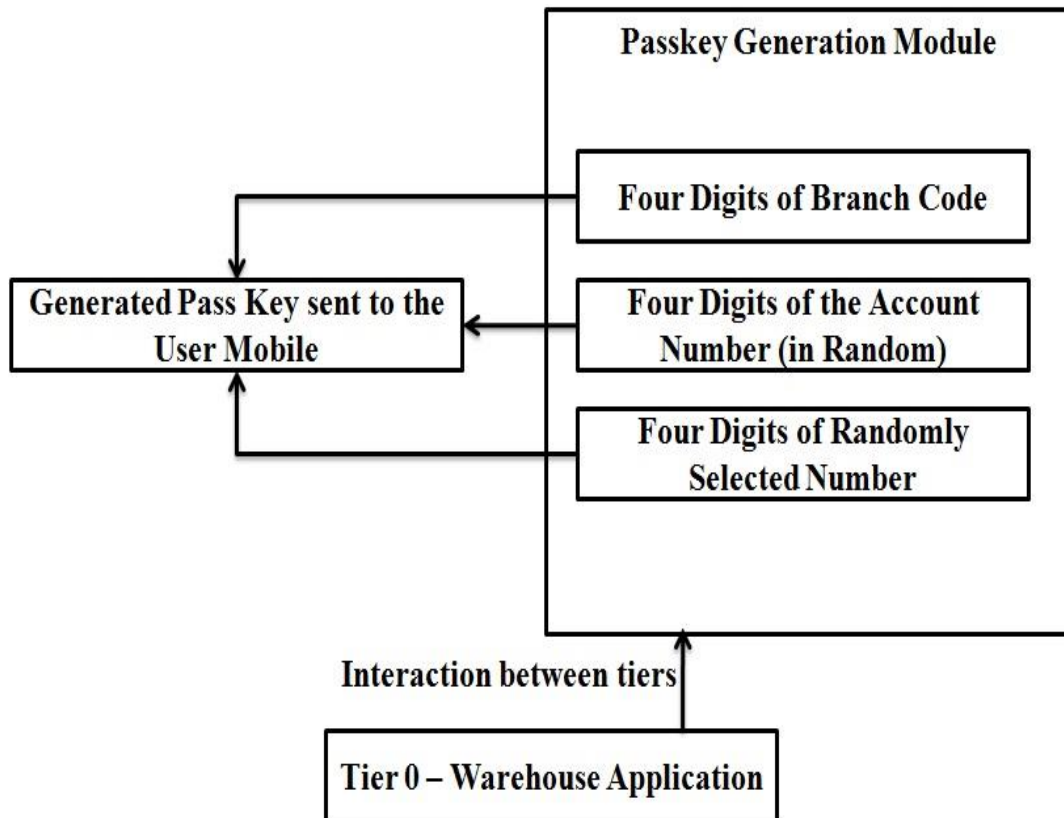 Passkey Generation Module
Four Digits of Branch Code
Generated Pass Key sent to the
User Mobile
Four Digits of the Account
Number (in Random)
Four Digits of Randomly
Selected Number
Interaction between tiers
Tier 0 – Warehouse Application